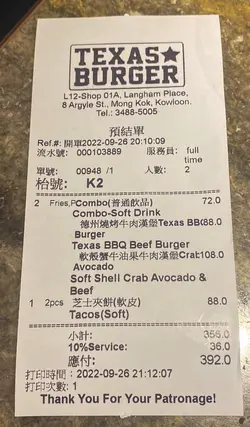 TEXAS★
BURGER
L12-Shop 01A, Langham Place,
8 Argyle St., Mong Kok, Kowloon.
Tel.: 3488-5005
預結單
Ref.#: 開單2022-09-26 20:10:09
流水號: 000103889 服務員: full time
單號: 00948 /1 人數: 2
枱號: K2
2 Fries,PCombo(普通飲品) 72.0
Combo-Soft Drink
德州燒烤牛肉漢堡Texas BB88.0
Burger
Texas BBQ Beef Burger
軟殼蟹牛油果牛肉漢堡Crab108.0
Avocado
Soft Shell Crab Avocado &
Beef
1 2pcs 芝士夾餅(軟皮) 88.0
Tacos(Soft)
小計: 356.0
10%Service: 36.0
應付: 392.0
打印時間: 2022-09-26 21:12:07
打印次數: 1
Thank You For Your Patronage!